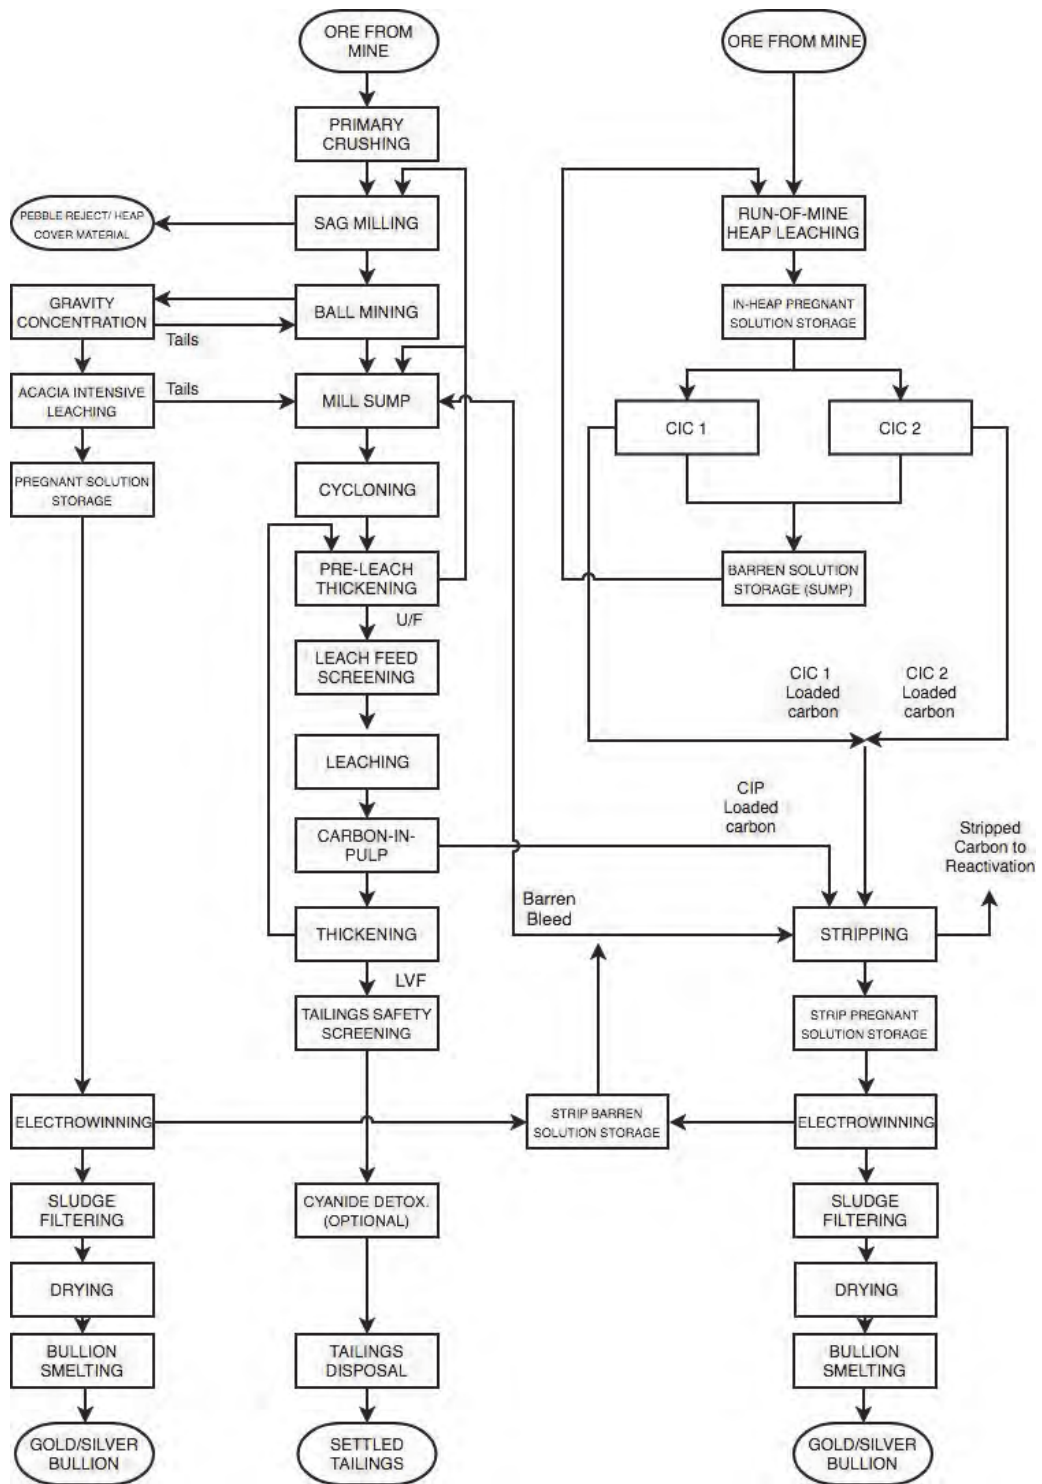 ORE FROM
MINE
ORE FROM MINE
PRIMARY
CRUSHING
PEBBLE REJECT/ HEAP
COVER MATERIAL
SAG MILLING
RUN-OF-MINE
HEAP LEACHING
GRAVITY
CONCENTRATION
Tails
BALL MINING
IN-HEAP PREGNANT
SOLUTION STORAGE
ACACIA INTENSIVE
LEACHING
Tails
MILL SUMP
CIC 1
CIC 2
PREGNANT SOLUTION
STORAGE
CYCLONING
PRE-LEACH
THICKENING
U/F
BARREN SOLUTION
STORAGE (SUMP)
LEACH FEED
SCREENING
CIC 1
Loaded
carbon
CIC 2
Loaded
carbon
LEACHING
CIP
Loaded
carbon
CARBON-IN-
PULP
Stripped
Carbon to
Reactivation
Barren
Bleed
THICKENING
LVF
STRIPPING
TAILINGS SAFETY
SCREENING
STRIP PREGNANT
SOLUTION STORAGE
ELECTROWINNING
STRIP BARREN
SOLUTION STORAGE
ELECTROWINNING
SLUDGE
FILTERING
CYANIDE DETOX.
(OPTIONAL)
SLUDGE
FILTERING
DRYING
DRYING
BULLION
SMELTING
TAILINGS
DISPOSAL
BULLION
SMELTING
GOLD/SILVER
BULLION
SETTLED
TAILINGS
GOLD/SILVER
BULLION